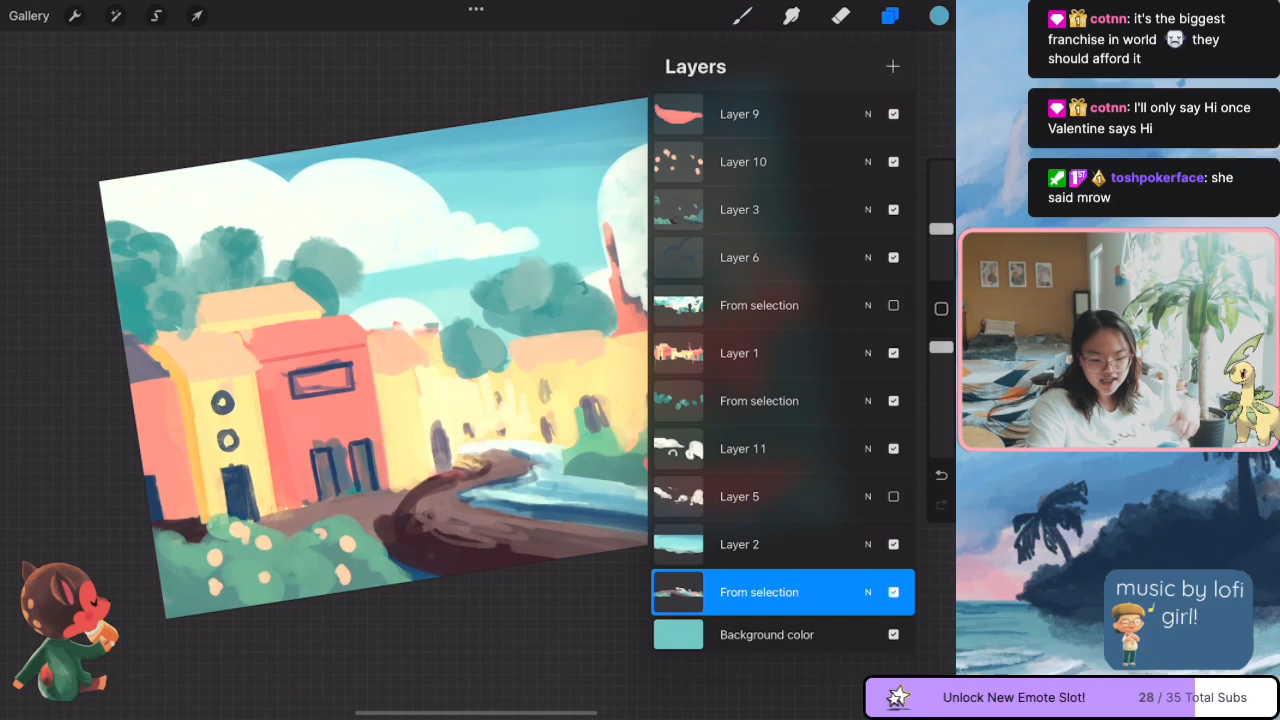 Gallery
Layers
Layer 9 N
Layer 10 N
Layer 3 N
Layer 6 N
From selection N
Layer 1 N
From selection N
Layer 11 N
Layer 5 N
Layer 2 N
From selection N
Background color
cotnn: it's the biggest
franchise in world they
should afford it
cotnn: I'll only say Hi once
Valentine says Hi
toshpokerface: she
said mrow
music by lofi
girl!
Unlock New Emote Slot! 28 / 35 Total Subs